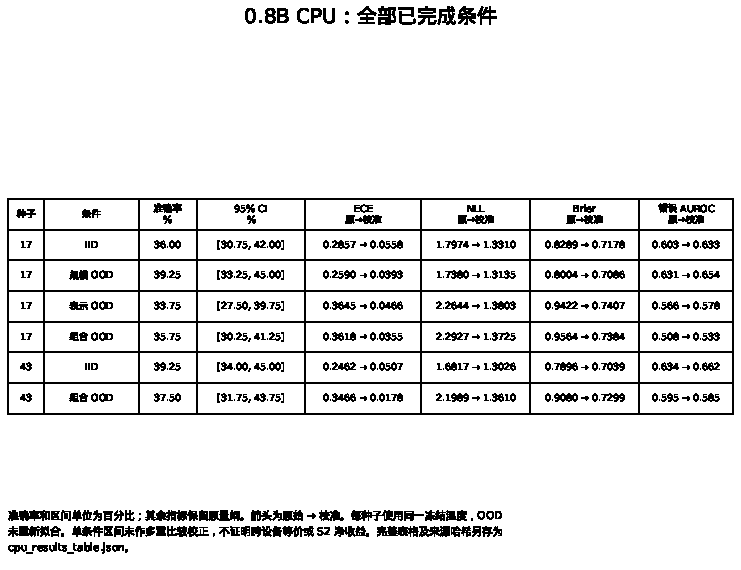 0.8B CPU：全部已完成条件
种子 条件 准确率 % 95% CI % ECE 原→校准 NLL 原→校准 Brier 原→校准 错误 AUROC 原→校准
17 IID 36.00 [30.75, 42.00] 0.2857 → 0.0558 1.7974 → 1.3310 0.8289 → 0.7178 0.603 → 0.633
17 规模 OOD 39.25 [33.25, 45.00] 0.2590 → 0.0393 1.7380 → 1.3135 0.8004 → 0.7086 0.631 → 0.654
17 表示 OOD 33.75 [27.50, 39.75] 0.3645 → 0.0466 2.2644 → 1.3803 0.9422 → 0.7407 0.566 → 0.578
17 组合 OOD 35.75 [30.25, 41.25] 0.3618 → 0.0355 2.2927 → 1.3725 0.9564 → 0.7384 0.508 → 0.533
43 IID 39.25 [34.00, 45.00] 0.2462 → 0.0507 1.6817 → 1.3026 0.7896 → 0.7039 0.634 → 0.662
43 组合 OOD 37.50 [31.75, 43.75] 0.3466 → 0.0178 2.1989 → 1.3610 0.9080 → 0.7299 0.595 → 0.585
准确率和区间单位为百分比；其余指标保留原量纲。箭头为原始 → 校准。每种子使用同一冻结温度，OOD
未重新拟合。单条件区间未作多重比较校正，不证明跨设备等价或 S2 净收益。完整表格及来源哈希另存为
cpu_results_table.json。